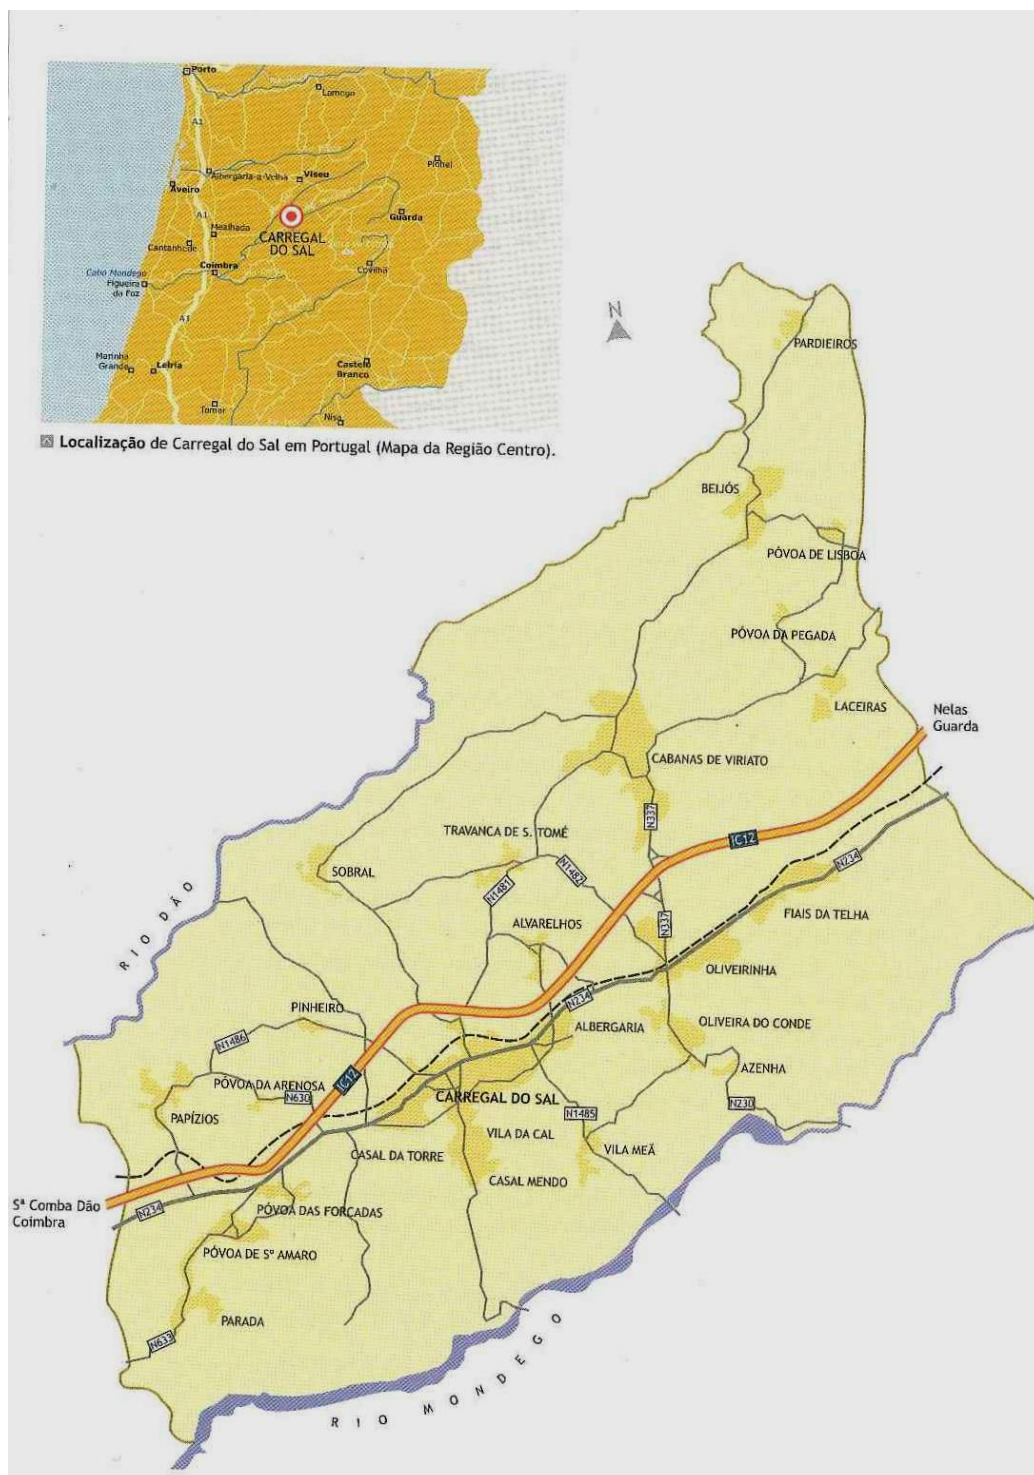 Porto
Lamego
A1
Pinhel
Albergaria-a-Velha
Viseu
Aveiro
A1
Guarda
Mealhada
CARREGAL
DO SAL
Cantanhede
Coimbra
Covilhã
Cabo Mondego
Figueira
da Foz
A1
Marinha
Grande
Leiria
Castelo
Branco
Tomar
Nisa
Localização de Carregal do Sal em Portugal (Mapa da Região Centro).
N
PARDIEIROS
BEIJÓS
PÓVOA DE LISBOA
PÓVOA DA PEGADA
LACEIRAS
Nelas
Guarda
CABANAS DE VIRIATO
N337
TRAVANCA DE S. TOMÉ
IC12
N234
SOBRAL
N1481
N1482
RIO DÃO
ALVARELHOS
N337
FIAIS DA TELHA
OLIVEIRINHA
N234
PINHEIRO
ALBERGARIA
OLIVEIRA DO CONDE
N1486
AZENHA
PÓVOA DA ARENOSA
IC12
N630
CARREGAL DO SAL
N230
PAPÍZIOS
N1485
VILA DA CAL
CASAL DA TORRE
VILA MEÃ
CASAL MENDO
Sª Comba Dão
Coimbra
N234
PÓVOA DAS FORCADAS
PÓVOA DE Sº AMARO
PARADA
N633
RIO MONDEGO